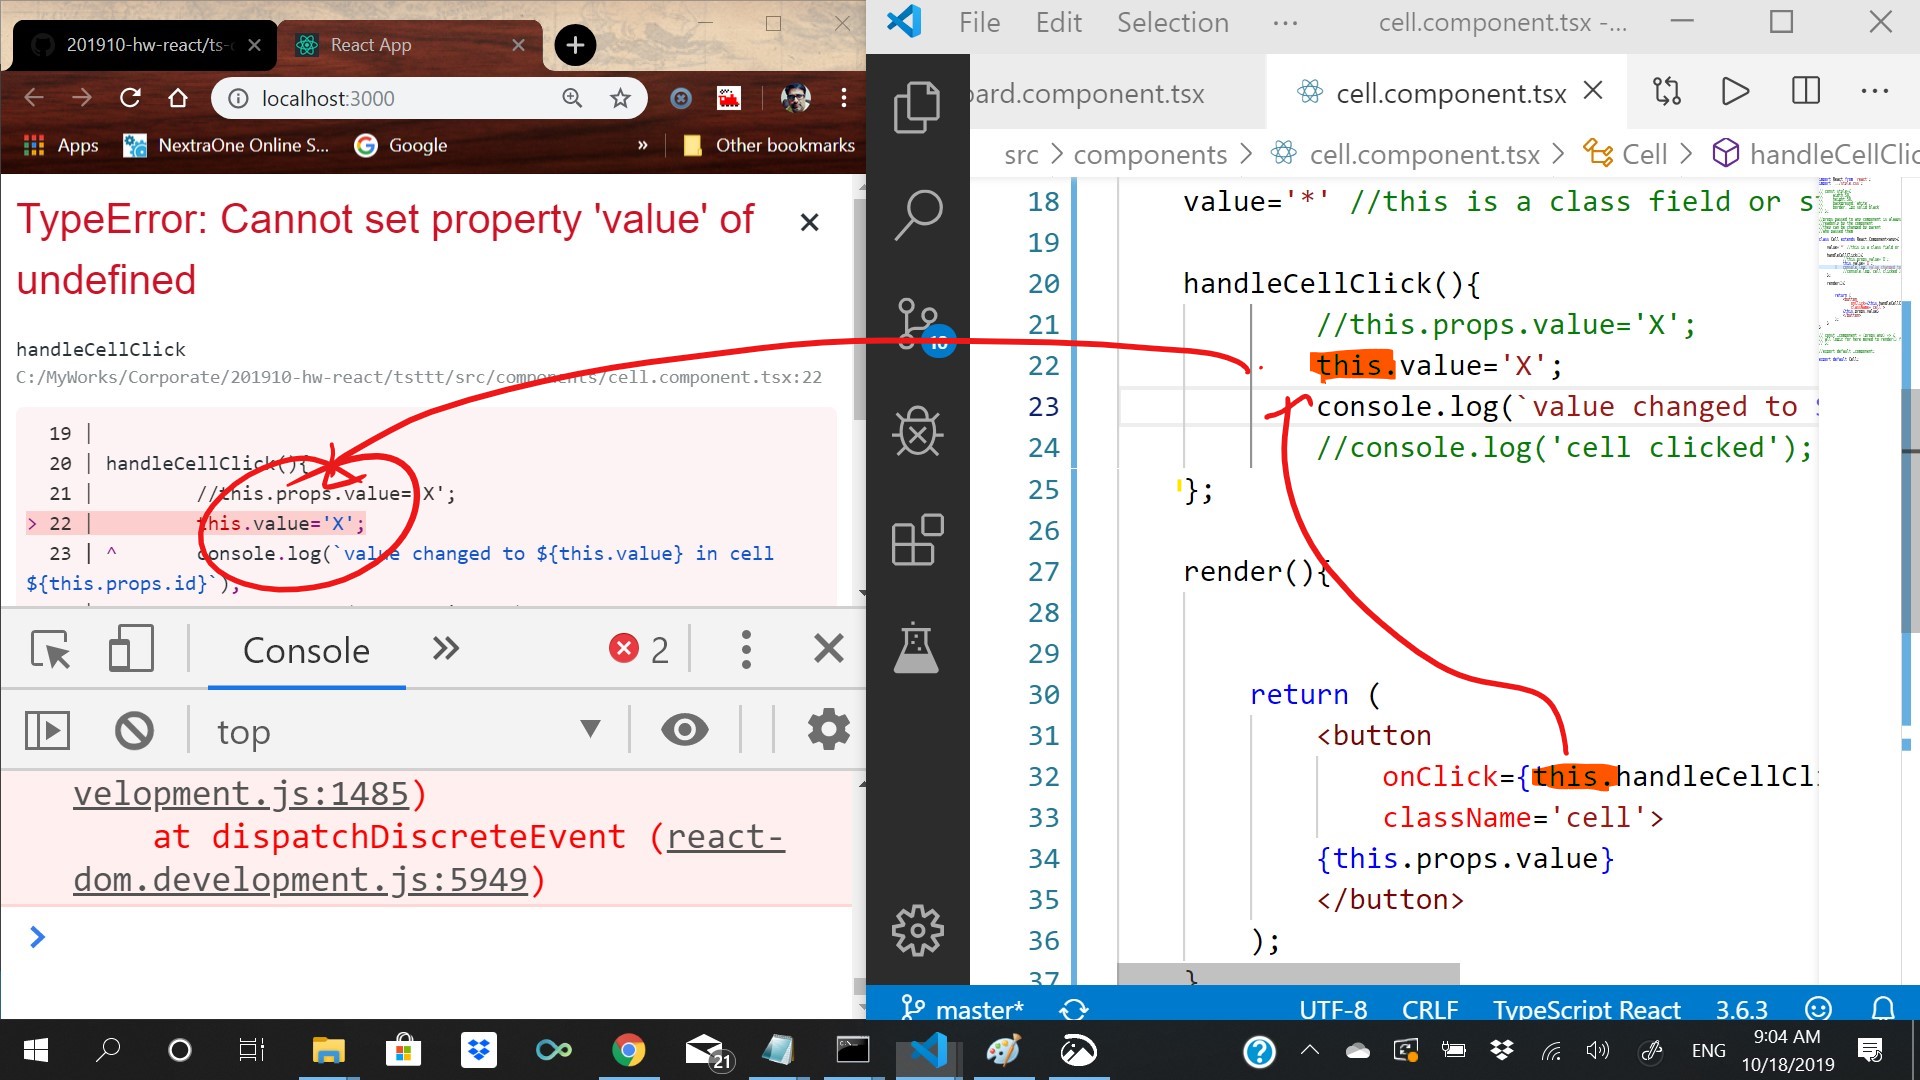 201910-hw-react/ts-
React App
localhost:3000
Apps
NextraOne Online S...
Google
»
Other bookmarks
TypeError: Cannot set property 'value' of
undefined
handleCellClick
C:/MyWorks/Corporate/201910-hw-react/tsttt/src/components/cell.component.tsx:22
19 |
20 | handleCellClick(){
21 | //this.props.value='X';
> 22 | this.value='X';
23 | ^ console.log(`value changed to ${this.value} in cell
${this.props.id}`);
Console
2
top
velopment.js:1485)
at dispatchDiscreteEvent (react-
dom.development.js:5949)
File Edit Selection ... cell.component.tsx -...
ard.component.tsx
cell.component.tsx
src > components > cell.component.tsx > Cell > handleCellClic
18 value='*' //this is a class field or s
19
20 handleCellClick(){
21 //this.props.value='X';
22 this.value='X';
23 console.log(`value changed to $
24 //console.log('cell clicked');
25 };
26
27 render(){
28
29
30 return (
31 <button
32 onClick={this.handleCellCl
33 className='cell'>
34 {this.props.value}
35 </button>
36 );
37 }
master* UTF-8 CRLF TypeScript React 3.6.3
21
ENG
9:04 AM
10/18/2019